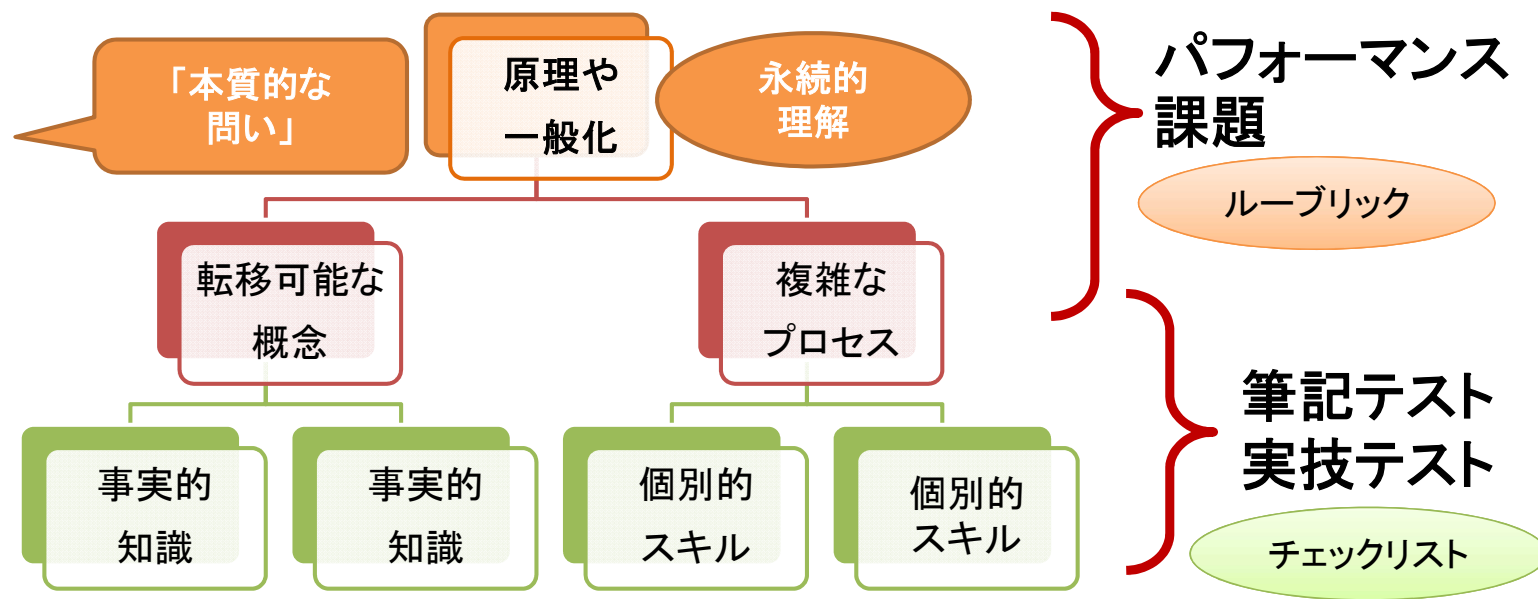 「本質的な
問い」
原理や
一般化
永続的
理解
パフォーマンス
課題
ルーブリック
転移可能な
概念
複雑な
プロセス
筆記テスト
実技テスト
チェックリスト
事実的
知識
事実的
知識
個別的
スキル
個別的
スキル